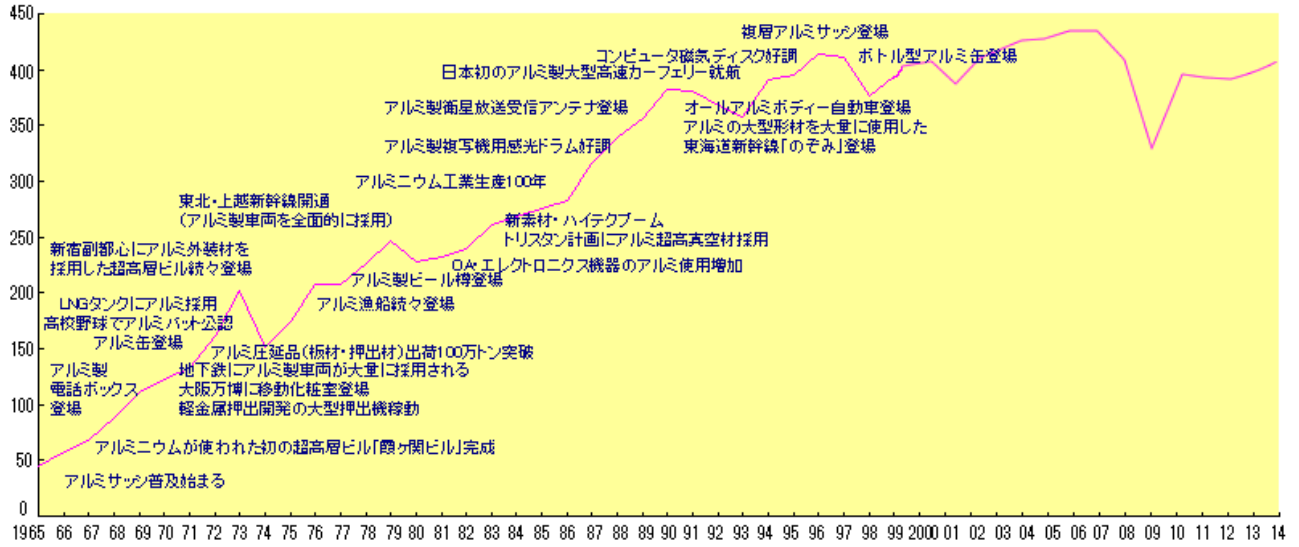 450
400
350
300
250
200
150
100
50
0
複層アルミサッシ登場
コンピュータ磁気ディスク好調
ボトル型アルミ缶登場
日本初のアルミ製大型高速カーフェリー就航
アルミ製衛星放送受信アンテナ登場
オールアルミボディー自動車登場
アルミの大型形材を大量に使用した
東海道新幹線「のぞみ」登場
アルミ製複写機用感光ドラム好調
アルミニウム工業生産100年
東北・上越新幹線開通
(アルミ製車両を全面的に採用)
新素材・ハイテクブーム
トリスタン計画にアルミ超高真空材採用
新宿副都心にアルミ外装材を
採用した超高層ビル続々登場
OA・エレクトロニクス機器のアルミ使用増加
アルミ製ビール樽登場
LNGタンクにアルミ採用
アルミ漁船続々登場
高校野球でアルミバット公認
アルミ缶登場
アルミ圧延品(板材・押出材)出荷100万トン突破
アルミ製
電話ボックス
登場
地下鉄にアルミ製車両が大量に採用される
大阪万博に移動化粧室登場
軽金属押出開発の大型押出機稼動
アルミニウムが使われた初の超高層ビル「霞ヶ関ビル」完成
アルミサッシ普及始まる
1965 66 67 68 69 70 71 72 73 74 75 76 77 78 79 80 81 82 83 84 85 86 87 88 89 90 91 92 93 94 95 96 97 98 99 2000 01 02 03 04 05 06 07 08 09 10 11 12 13 14